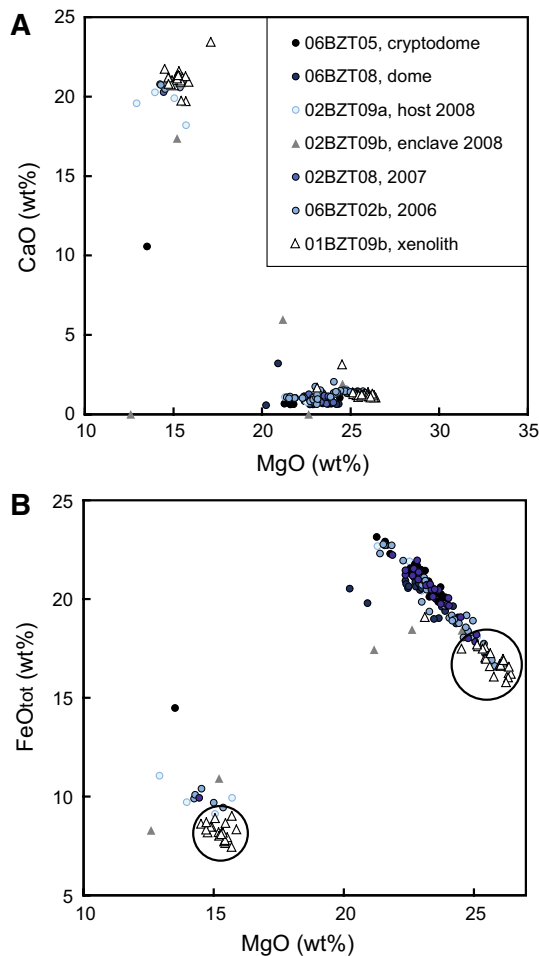 A
25
20
15
10
5
0
CaO (wt%)
06BZT05, cryptodome
06BZT08, dome
02BZT09a, host 2008
02BZT09b, enclave 2008
02BZT08, 2007
06BZT02b, 2006
01BZT09b, xenolith
10 15 20 25 30 35
MgO (wt%)
B
25
20
15
10
5
FeOtot (wt%)
10 15 20 25
MgO (wt%)